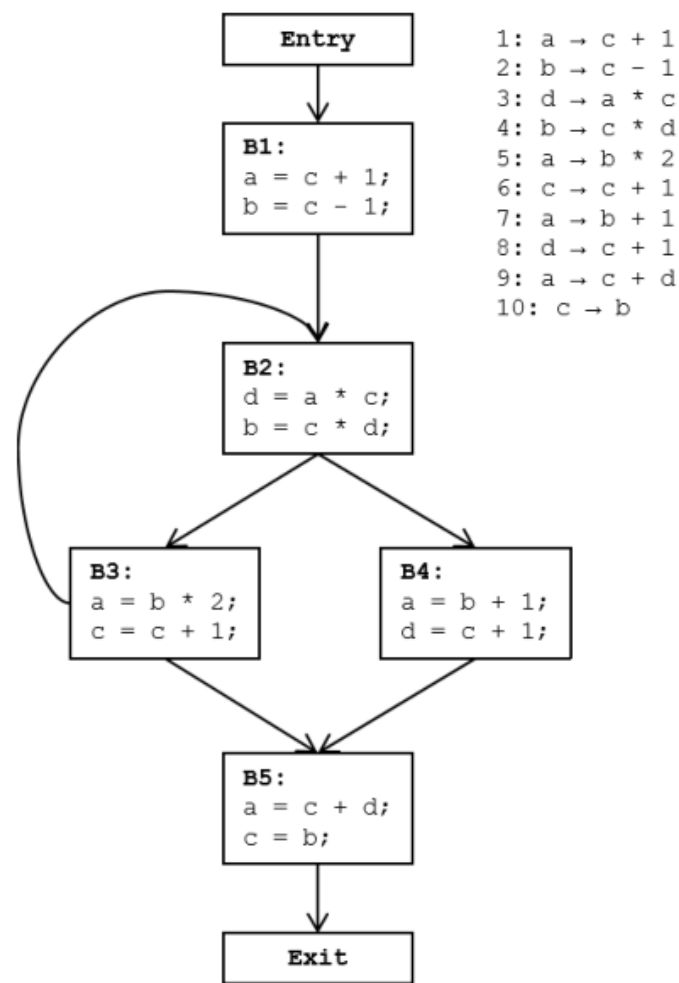 Entry
B1:
a = c + 1;
b = c - 1;
B2:
d = a * c;
b = c * d;
B3:
a = b * 2;
c = c + 1;
B4:
a = b + 1;
d = c + 1;
B5:
a = c + d;
c = b;
Exit
1: a → c + 1
2: b → c - 1
3: d → a * c
4: b → c * d
5: a → b * 2
6: c → c + 1
7: a → b + 1
8: d → c + 1
9: a → c + d
10: c → b